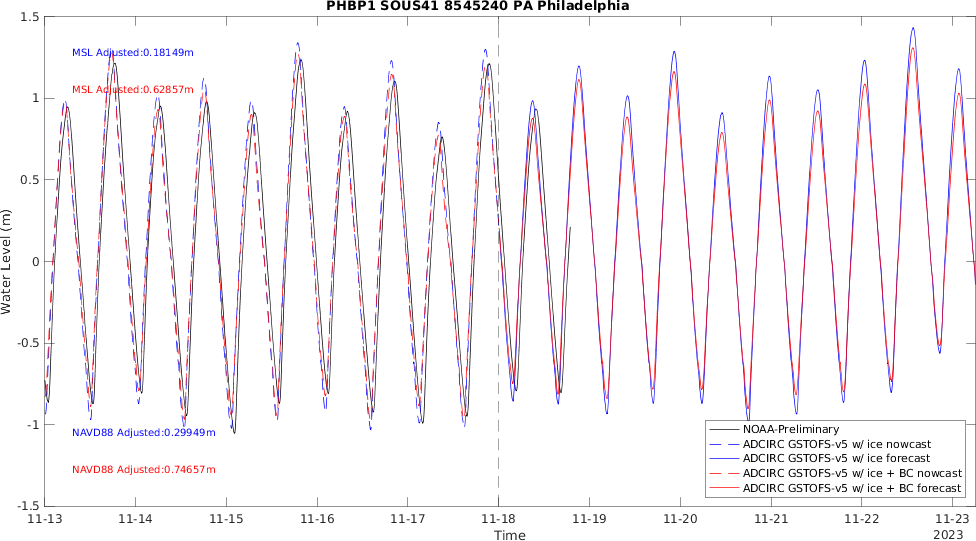 PHBP1 SOUS41 8545240 PA Philadelphia
1.5
1
0.5
0
-0.5
-1
-1.5
Water Level (m)
MSL Adjusted:0.18149m
MSL Adjusted:0.62857m
NAVD88 Adjusted:0.29949m
NAVD88 Adjusted:0.74657m
NOAA-Preliminary
ADCIRC GSTOFS-v5 w/ ice nowcast
ADCIRC GSTOFS-v5 w/ ice forecast
ADCIRC GSTOFS-v5 w/ ice + BC nowcast
ADCIRC GSTOFS-v5 w/ ice + BC forecast
11-13 11-14 11-15 11-16 11-17 11-18 11-19 11-20 11-21 11-22 11-23
2023
Time